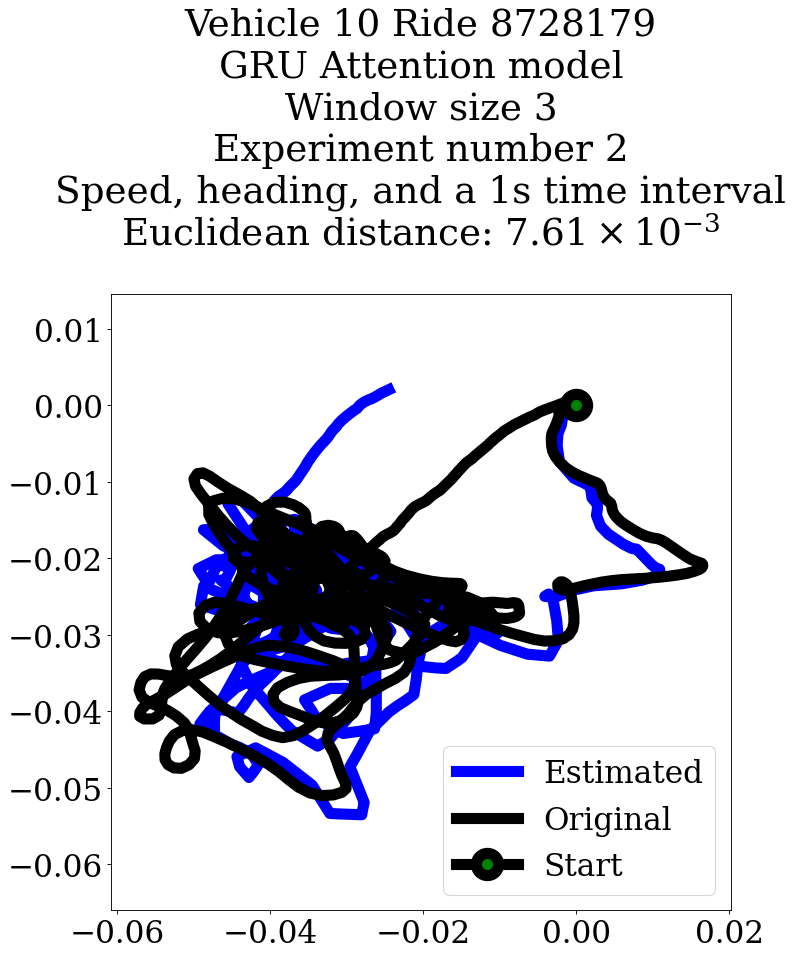 Vehicle 10 Ride 8728179
GRU Attention model
Window size 3
Experiment number 2
Speed, heading, and a 1s time interval
Euclidean distance: 7.61 × 10⁻³
0.01
0.00
−0.01
−0.02
−0.03
−0.04
−0.05
−0.06
Estimated
Original
Start
−0.06
−0.04
−0.02
0.00
0.02